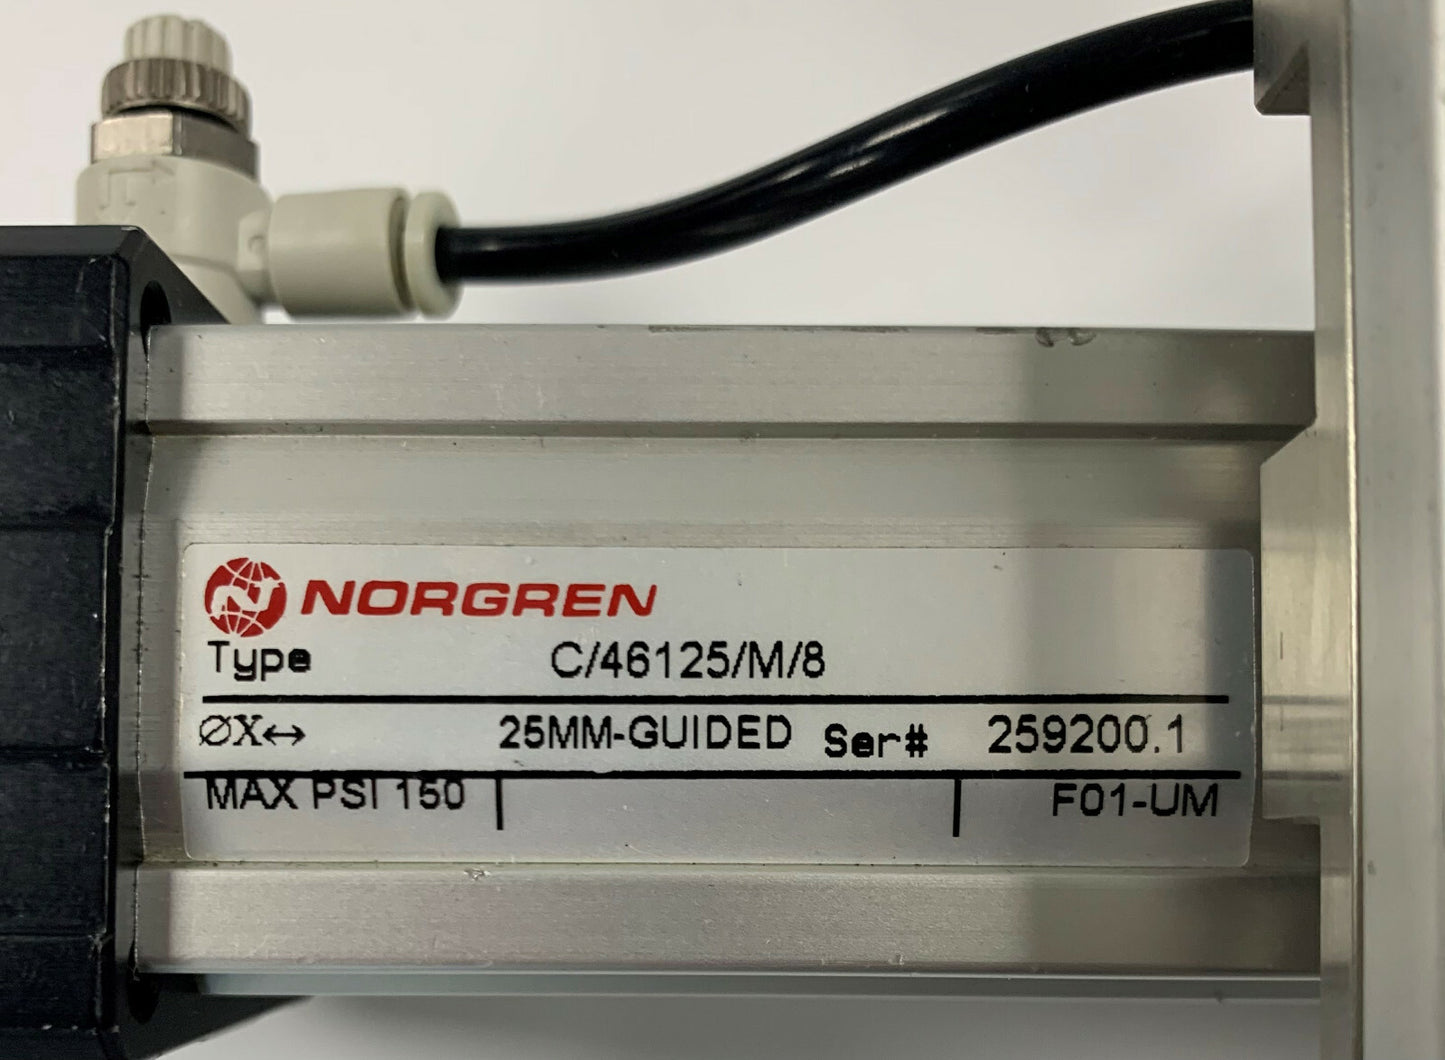 NORGREN
Type C/46125/M/8
ØX↔ 25MM-GUIDED Ser# 259200.1
MAX PSI 150 F01-UM